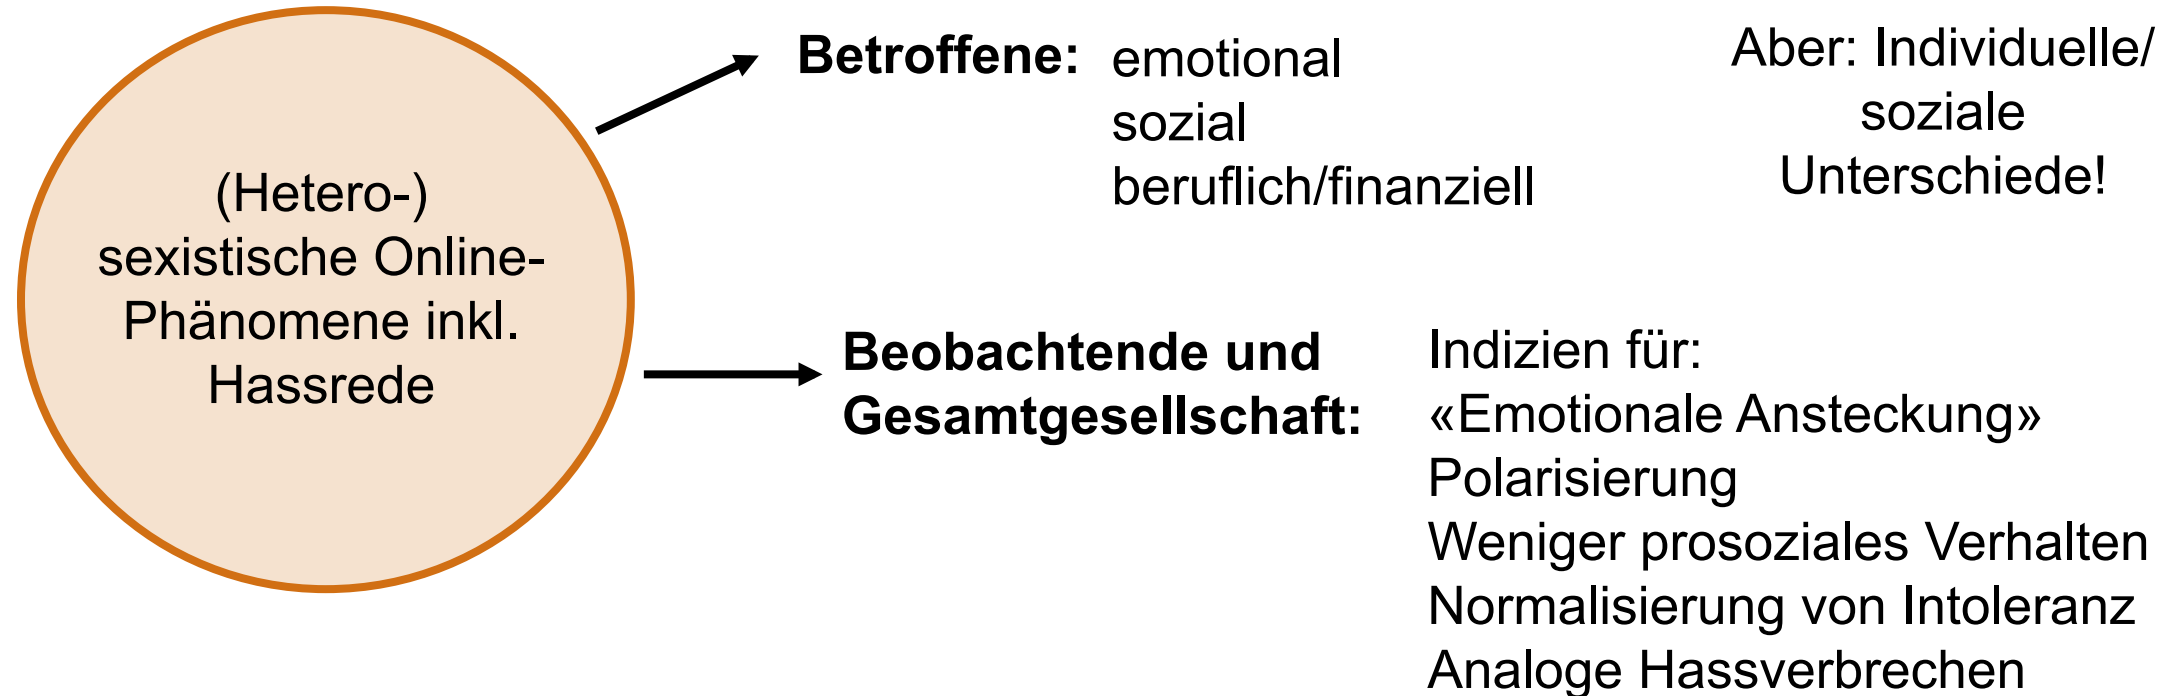 (Hetero-)
sexistische Online-
Phänomene inkl.
Hassrede
Betroffene:
emotional
sozial
beruflich/finanziell
Aber: Individuelle/
soziale
Unterschiede!
Beobachtende und
Gesamtgesellschaft:
Indizien für:
«Emotionale Ansteckung»
Polarisierung
Weniger prosoziales Verhalten
Normalisierung von Intoleranz
Analoge Hassverbrechen